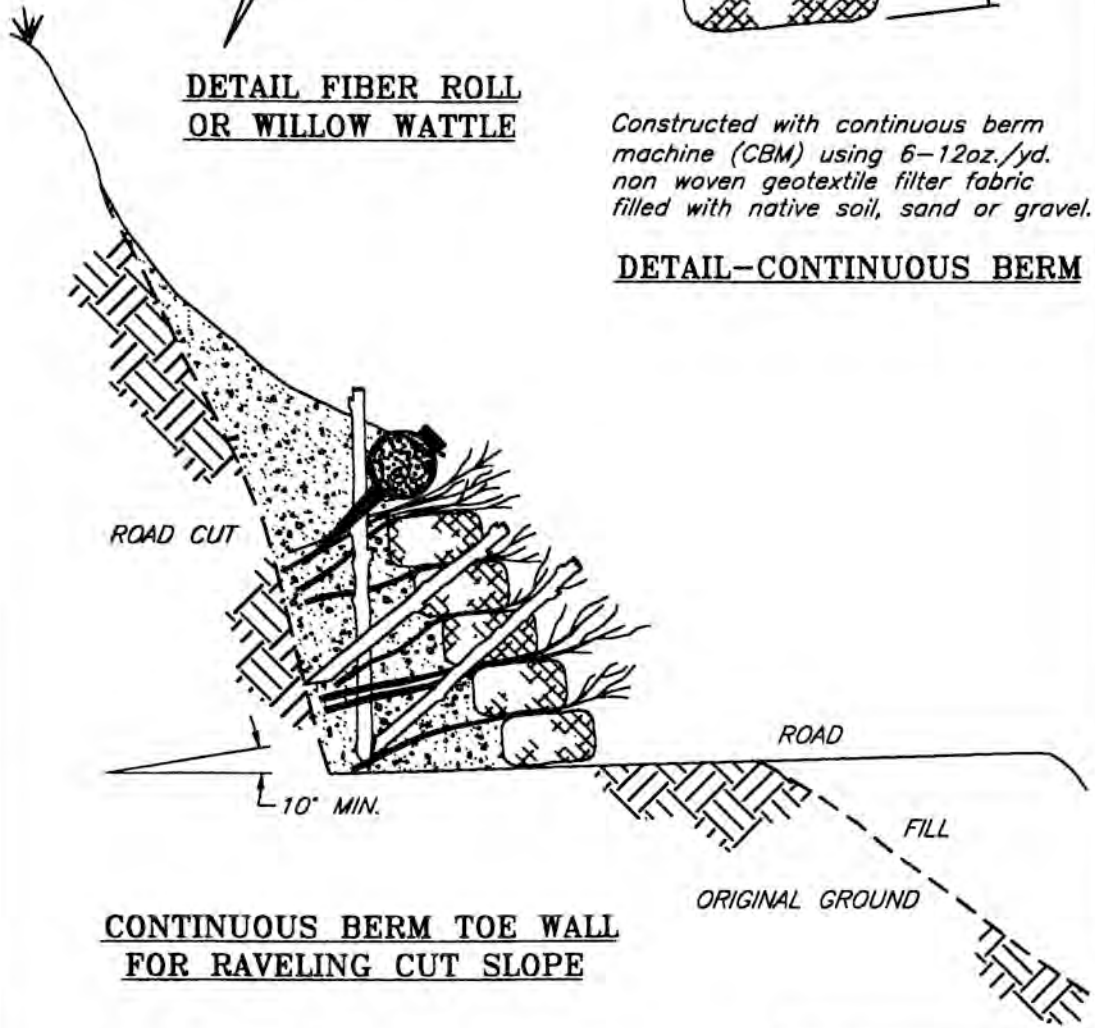 DETAIL FIBER ROLL
OR WILLOW WATTLE
Constructed with continuous berm
machine (CBM) using 6-12oz./yd.
non woven geotextile filter fabric
filled with native soil, sand or gravel.
DETAIL-CONTINUOUS BERM
ROAD CUT
10° MIN.
ROAD
FILL
ORIGINAL GROUND
CONTINUOUS BERM TOE WALL
FOR RAVELING CUT SLOPE